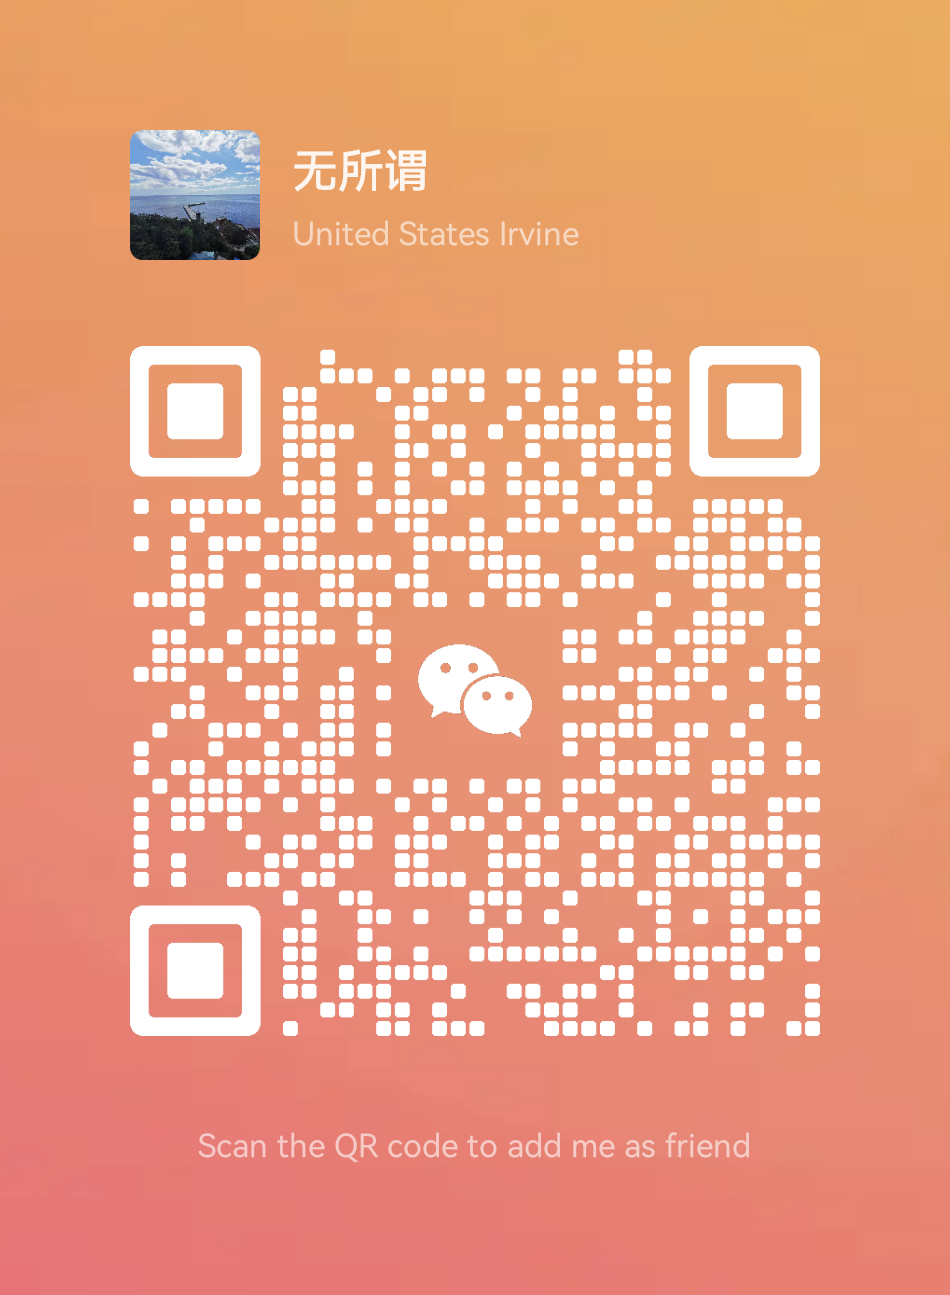 无所谓
United States Irvine
Scan the QR code to add me as friend